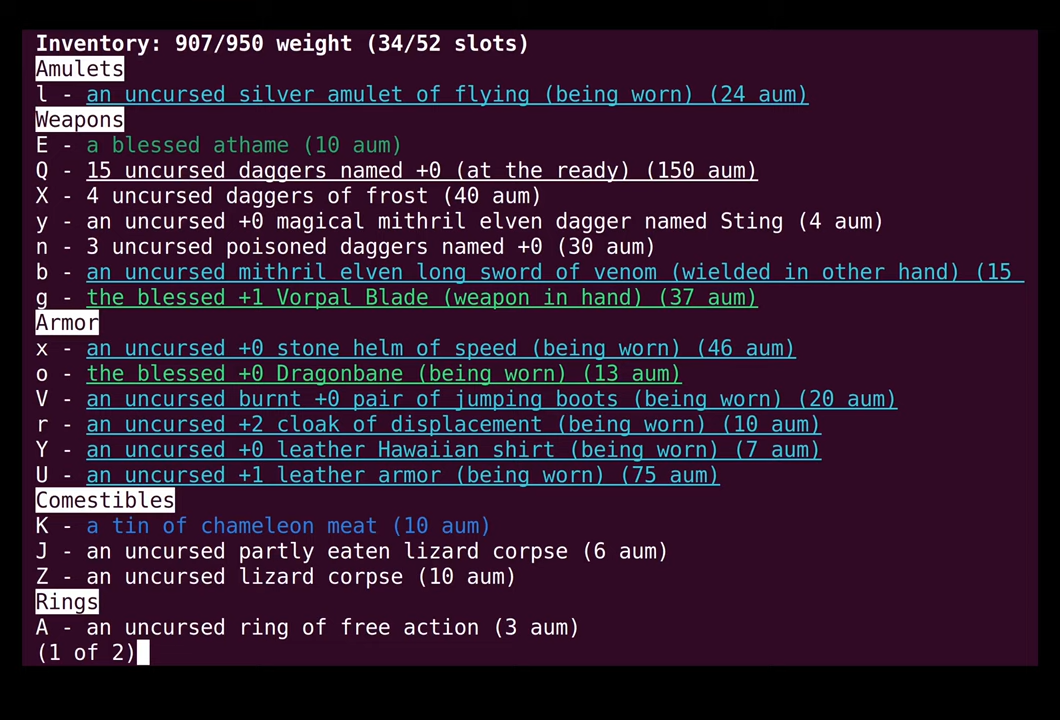 Inventory: 907/950 weight (34/52 slots)
Amulets
l - an uncursed silver amulet of flying (being worn) (24 aum)
Weapons
E - a blessed athame (10 aum)
Q - 15 uncursed daggers named +0 (at the ready) (150 aum)
X - 4 uncursed daggers of frost (40 aum)
y - an uncursed +0 magical mithril elven dagger named Sting (4 aum)
n - 3 uncursed poisoned daggers named +0 (30 aum)
b - an uncursed mithril elven long sword of venom (wielded in other hand) (15
g - the blessed +1 Vorpal Blade (weapon in hand) (37 aum)
Armor
x - an uncursed +0 stone helm of speed (being worn) (46 aum)
o - the blessed +0 Dragonbane (being worn) (13 aum)
V - an uncursed burnt +0 pair of jumping boots (being worn) (20 aum)
r - an uncursed +2 cloak of displacement (being worn) (10 aum)
Y - an uncursed +0 leather Hawaiian shirt (being worn) (7 aum)
U - an uncursed +1 leather armor (being worn) (75 aum)
Comestibles
K - a tin of chameleon meat (10 aum)
J - an uncursed partly eaten lizard corpse (6 aum)
Z - an uncursed lizard corpse (10 aum)
Rings
A - an uncursed ring of free action (3 aum)
(1 of 2)